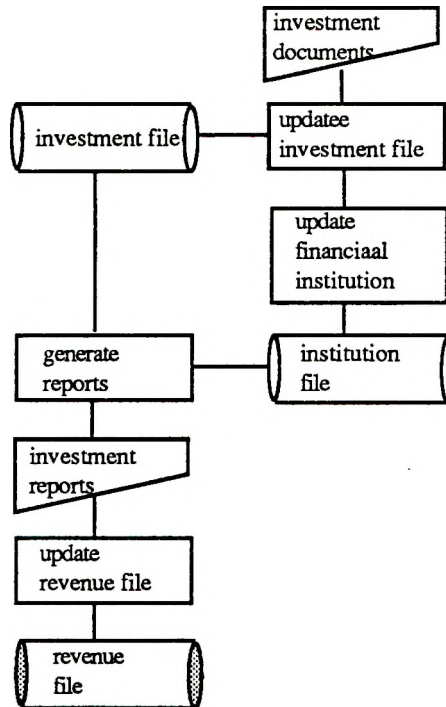 investment
documents
investment file
updatee
investment file
update
financiaal
institution
generate
reports
institution
file
investment
reports
update
revenue file
revenue
file